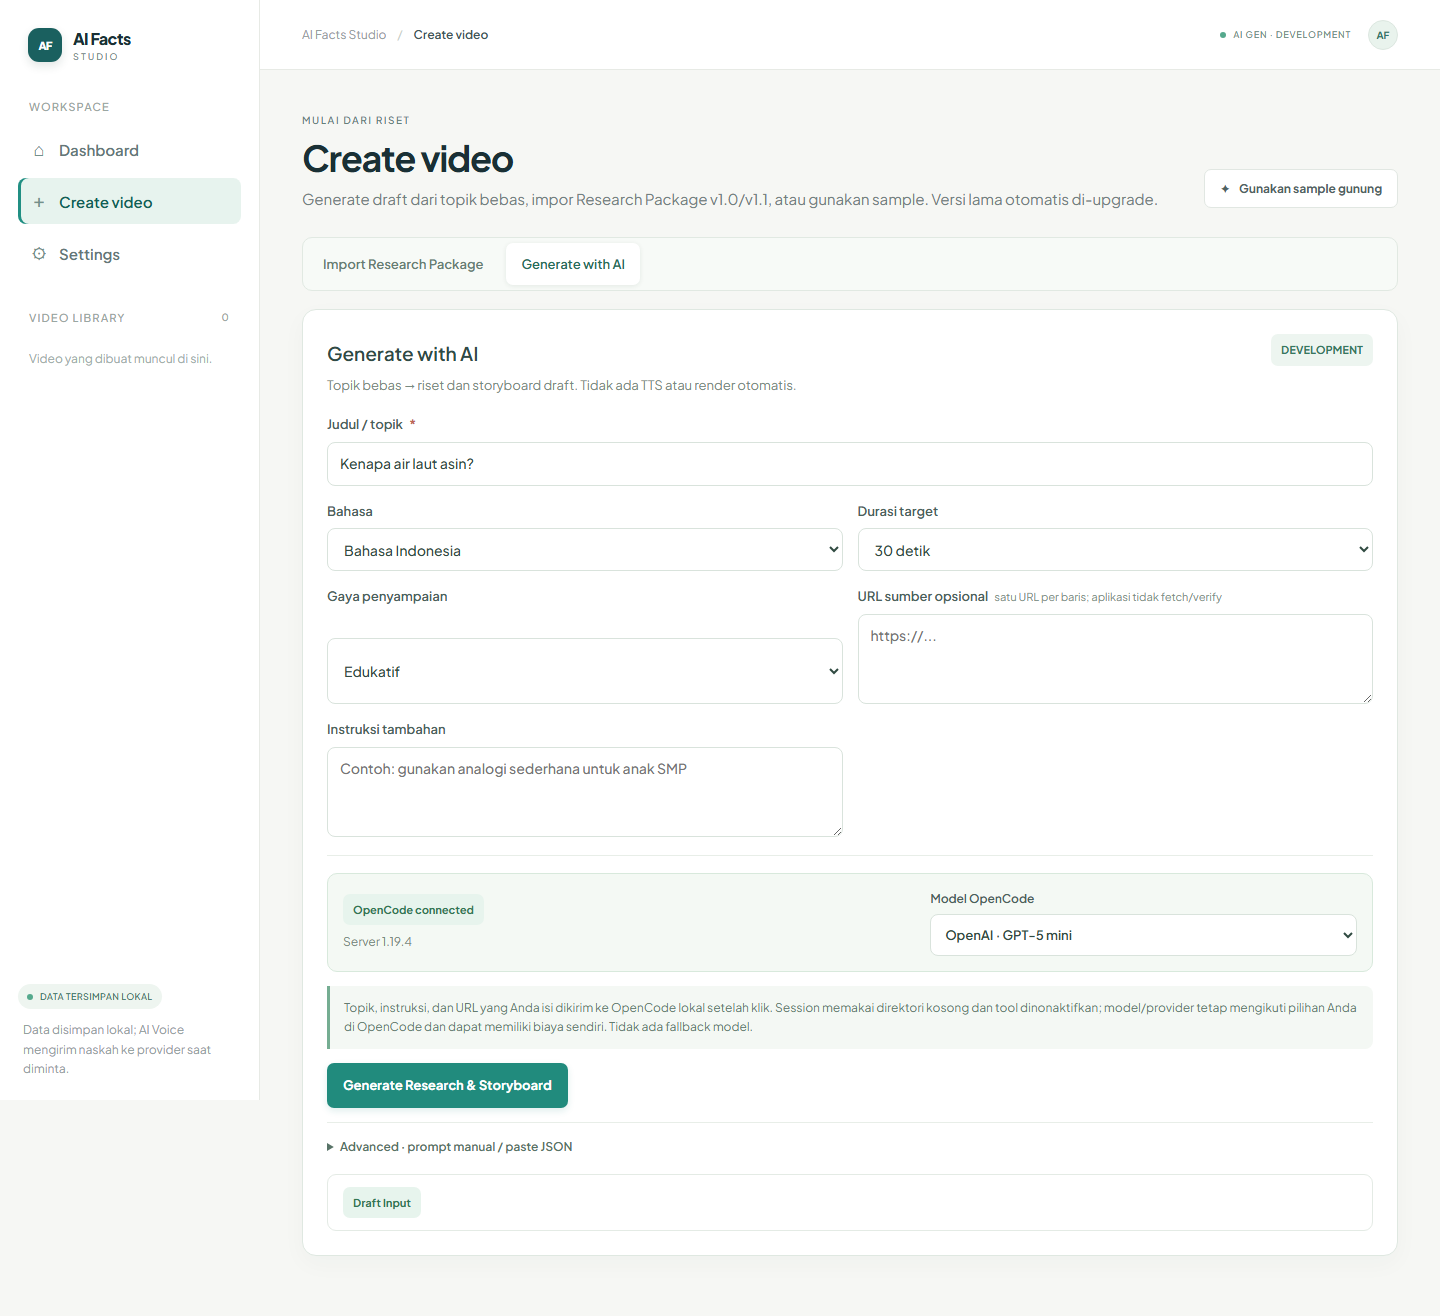 AF
AI Facts
STUDIO
WORKSPACE
Dashboard
Create video
Settings
VIDEO LIBRARY 0
Video yang dibuat muncul di sini.
DATA TERSIMPAN LOKAL
Data disimpan lokal; AI Voice
mengirim naskah ke provider saat
diminta.
AI Facts Studio / Create video
AI GEN · DEVELOPMENT
AF
MULAI DARI RISET
Create video
Generate draft dari topik bebas, impor Research Package v1.0/v1.1, atau gunakan sample. Versi lama otomatis di-upgrade.
Gunakan sample gunung
Import Research Package
Generate with AI
Generate with AI
DEVELOPMENT
Topik bebas → riset dan storyboard draft. Tidak ada TTS atau render otomatis.
Judul / topik *
Kenapa air laut asin?
Bahasa
Bahasa Indonesia
Durasi target
30 detik
Gaya penyampaian
Edukatif
URL sumber opsional satu URL per baris; aplikasi tidak fetch/verify
https://...
Instruksi tambahan
Contoh: gunakan analogi sederhana untuk anak SMP
OpenCode connected
Server 1.19.4
Model OpenCode
OpenAI · GPT-5 mini
Topik, instruksi, dan URL yang Anda isi dikirim ke OpenCode lokal setelah klik. Session memakai direktori kosong dan tool dinonaktifkan; model/provider tetap mengikuti pilihan Anda
di OpenCode dan dapat memiliki biaya sendiri. Tidak ada fallback model.
Generate Research & Storyboard
Advanced · prompt manual / paste JSON
Draft Input